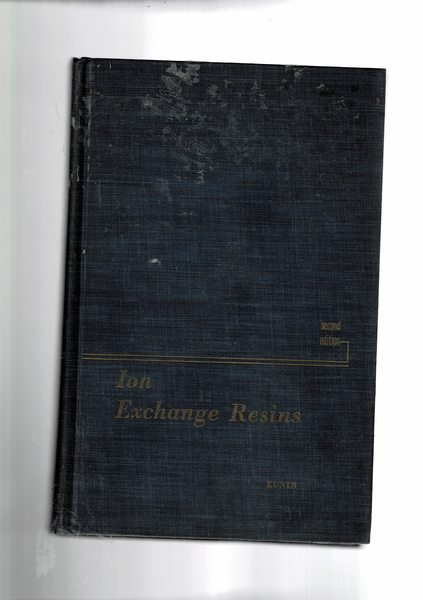 second
edition
Ion
Exchange Resins
KUNIN